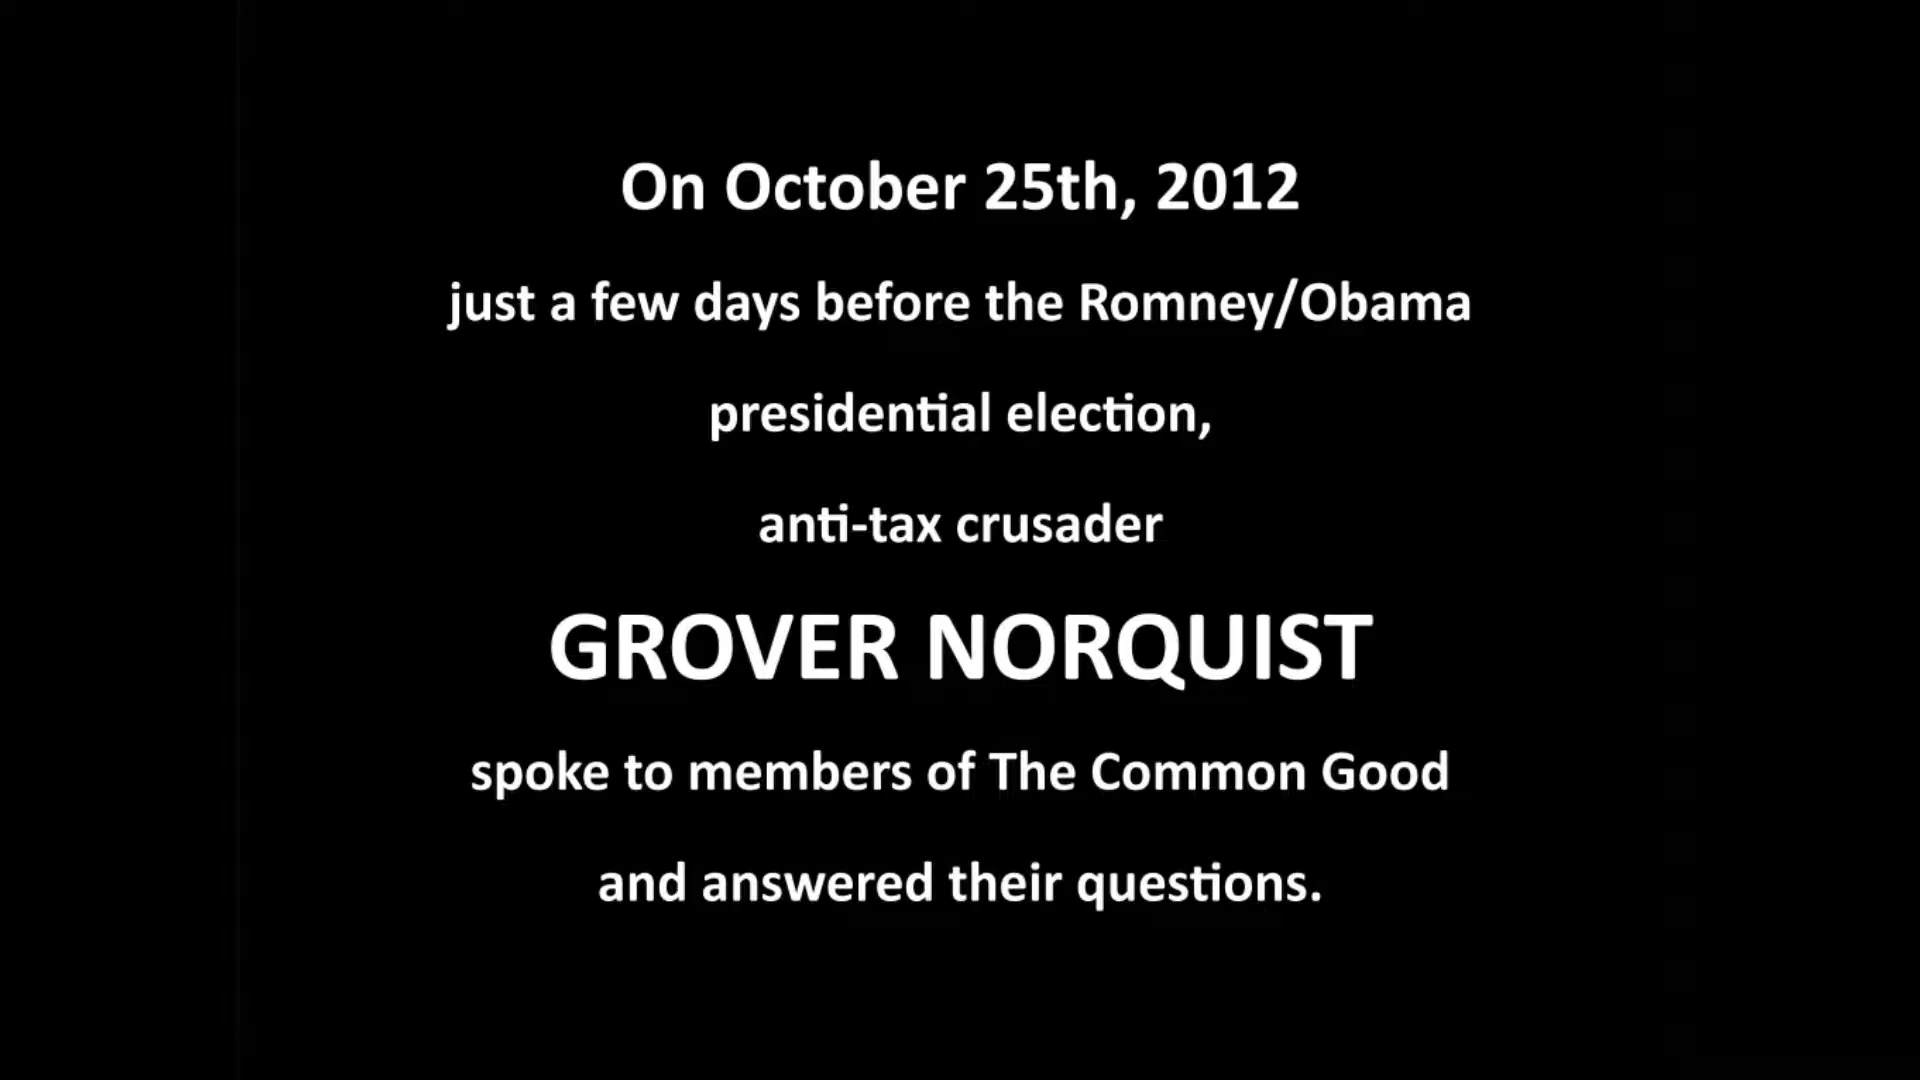 On October 25th, 2012
just a few days before the Romney/Obama
presidential election,
anti-tax crusader
GROVER NORQUIST
spoke to members of The Common Good
and answered their questions.